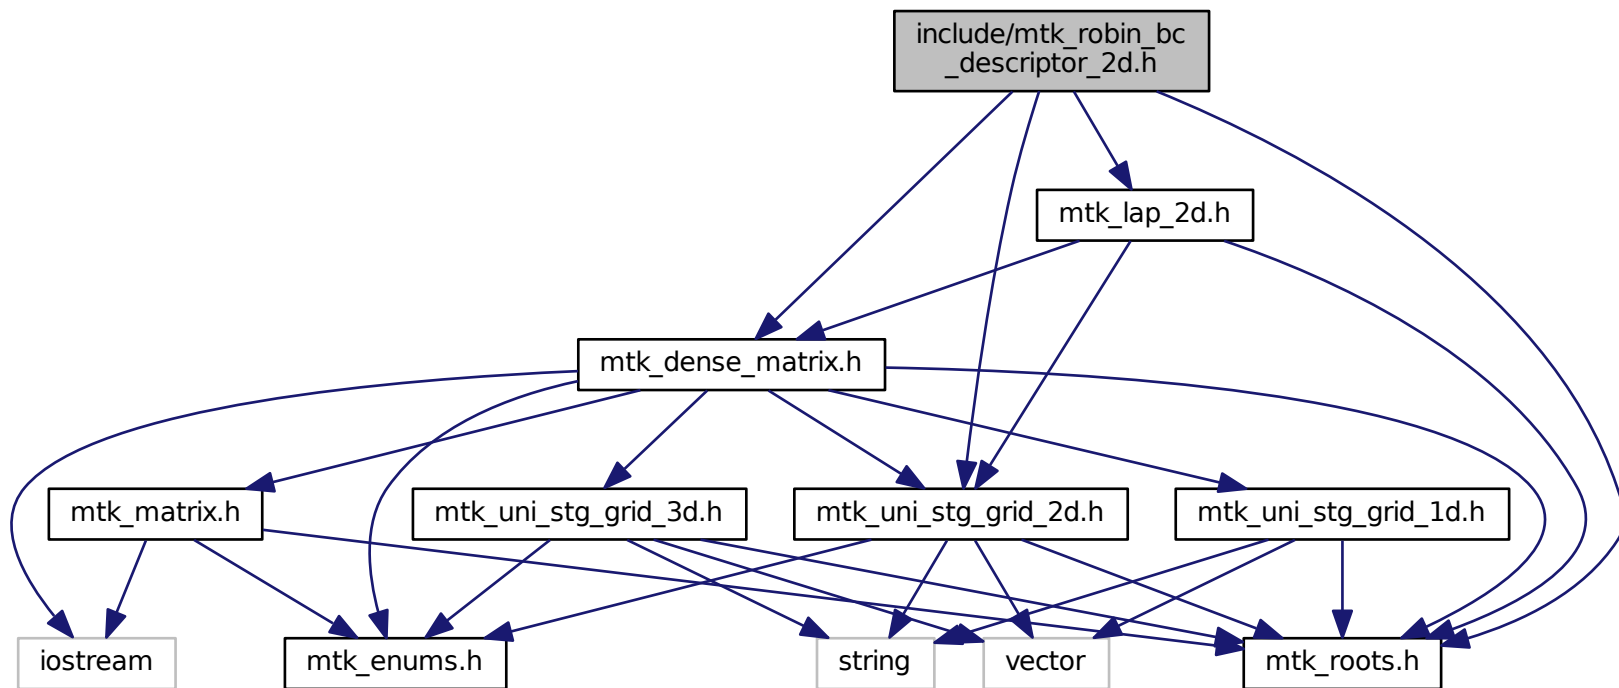 include/mtk_robin_bc
_descriptor_2d.h
mtk_lap_2d.h
mtk_dense_matrix.h
mtk_matrix.h
mtk_uni_stg_grid_3d.h
mtk_uni_stg_grid_2d.h
mtk_uni_stg_grid_1d.h
iostream
mtk_enums.h
string
vector
mtk_roots.h